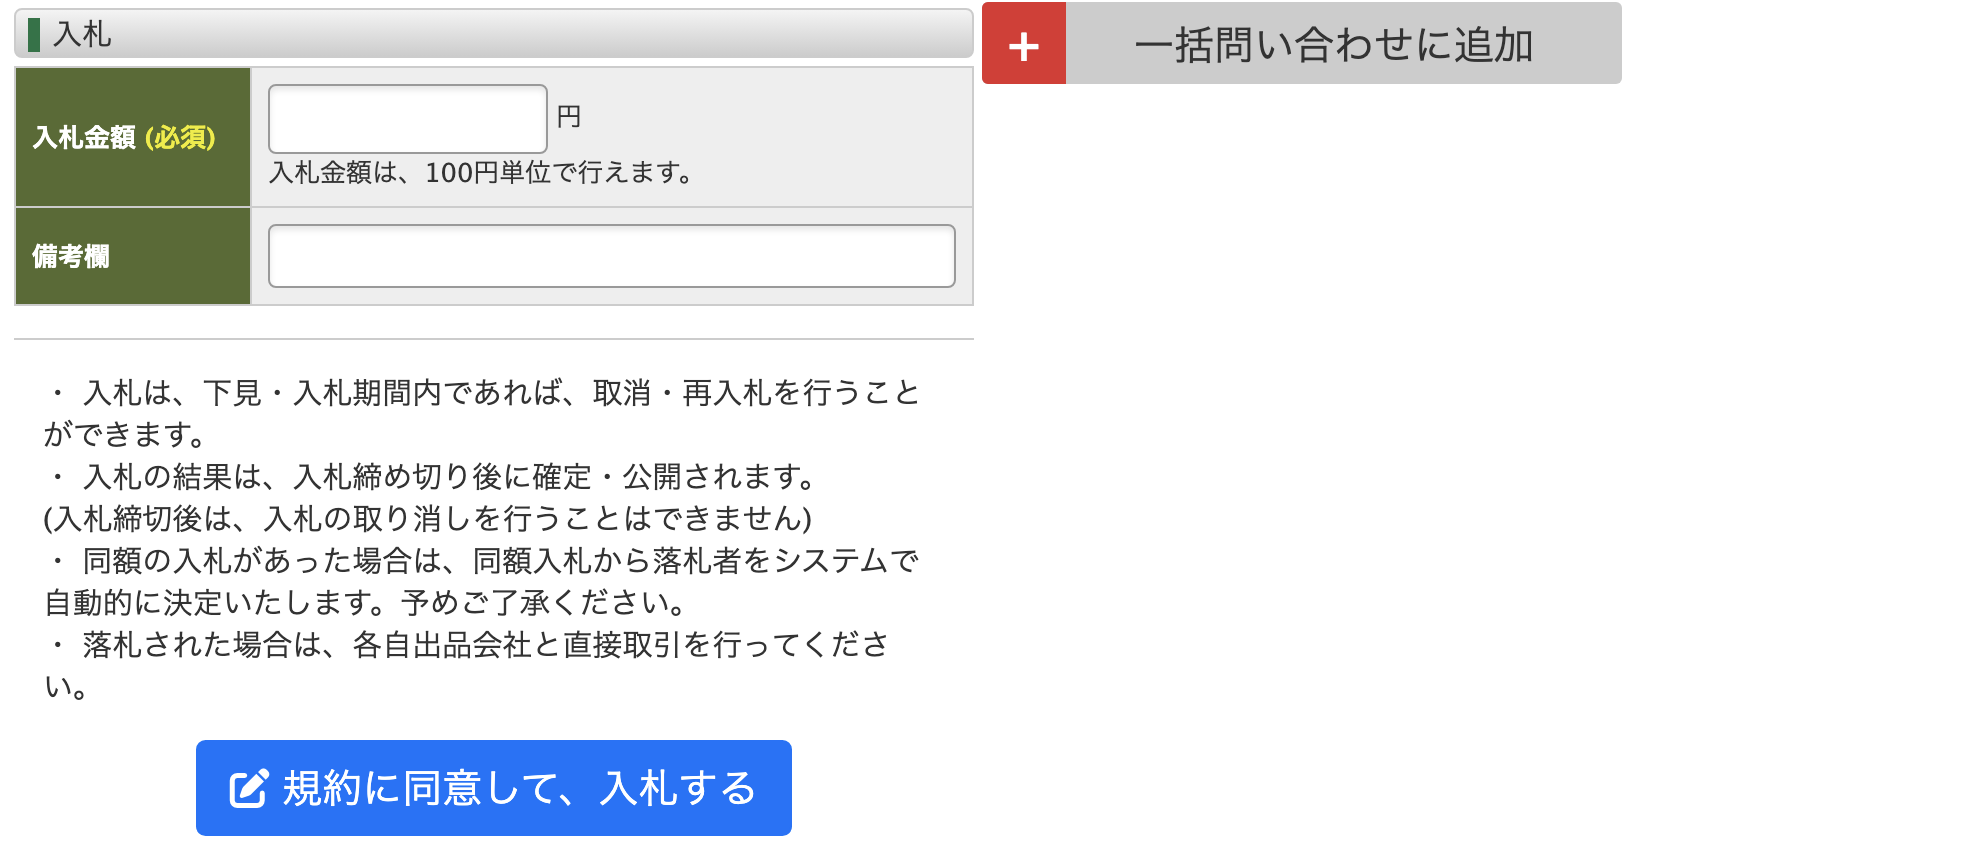 入札
一括問い合わせに追加
入札金額 (必須)
円
入札金額は、100円単位で行えます。
備考欄
・ 入札は、下見・入札期間内であれば、取消・再入札を行うこと
ができます。
・ 入札の結果は、入札締め切り後に確定・公開されます。
(入札締切後は、入札の取り消しを行うことはできません)
・ 同額の入札があった場合は、同額入札から落札者をシステムで
自動的に決定いたします。予めご了承ください。
・ 落札された場合は、各自出品会社と直接取引を行ってくださ
い。
規約に同意して、入札する